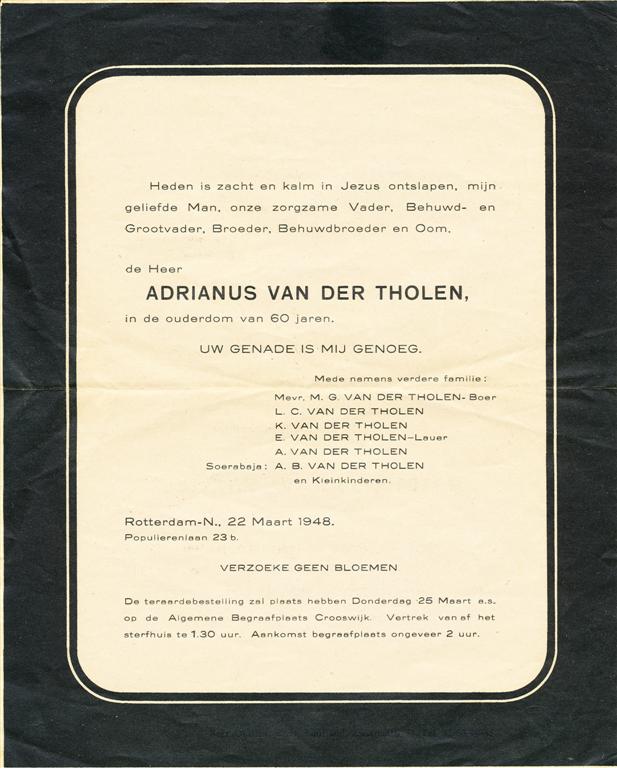 Heden is zacht en kalm in Jezus ontslapen, mijn
geliefde Man, onze zorgzame Vader, Behuwd- en
Grootvader, Broeder, Behuwdbroeder en Oom,
de Heer
ADRIANUS VAN DER THOLEN,
in de ouderdom van 60 jaren.
UW GENADE IS MIJ GENOEG.
Mede namens verdere familie:
Mevr. M. G. VAN DER THOLEN-Boer
L. C. VAN DER THOLEN
K. VAN DER THOLEN
E. VAN DER THOLEN-Lauer
A. VAN DER THOLEN
Soerabaja: A. B. VAN DER THOLEN
en Kleinkinderen.
Rotterdam-N., 22 Maart 1948.
Populierenlaan 23 b.
VERZOEKE GEEN BLOEMEN
De teraardebestelling zal plaats hebben Donderdag 25 Maart a.s.
op de Algemene Begraafplaats Crooswijk. Vertrek vanaf het
sterfhuis te 1.30 uur. Aankomst begraafplaats ongeveer 2 uur.